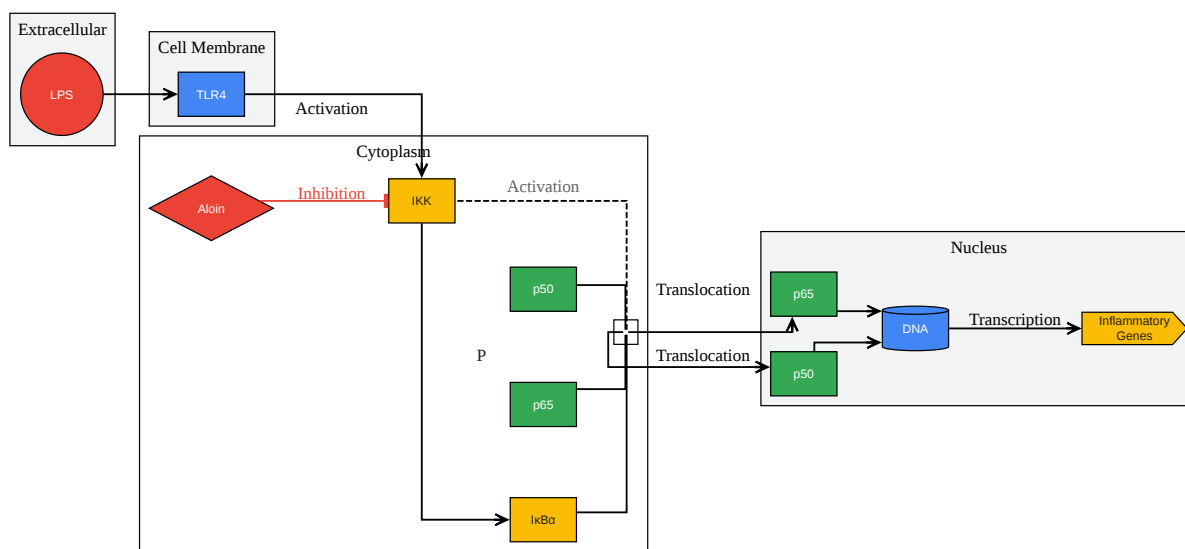 Extracellular
LPS
Cell Membrane
TLR4
Activation
Cytoplasm
Aloin
Inhibition
IKK
Activation
p50
P
p65
IκBα
Translocation
Translocation
Nucleus
p65
p50
DNA
Transcription
Inflammatory
Genes